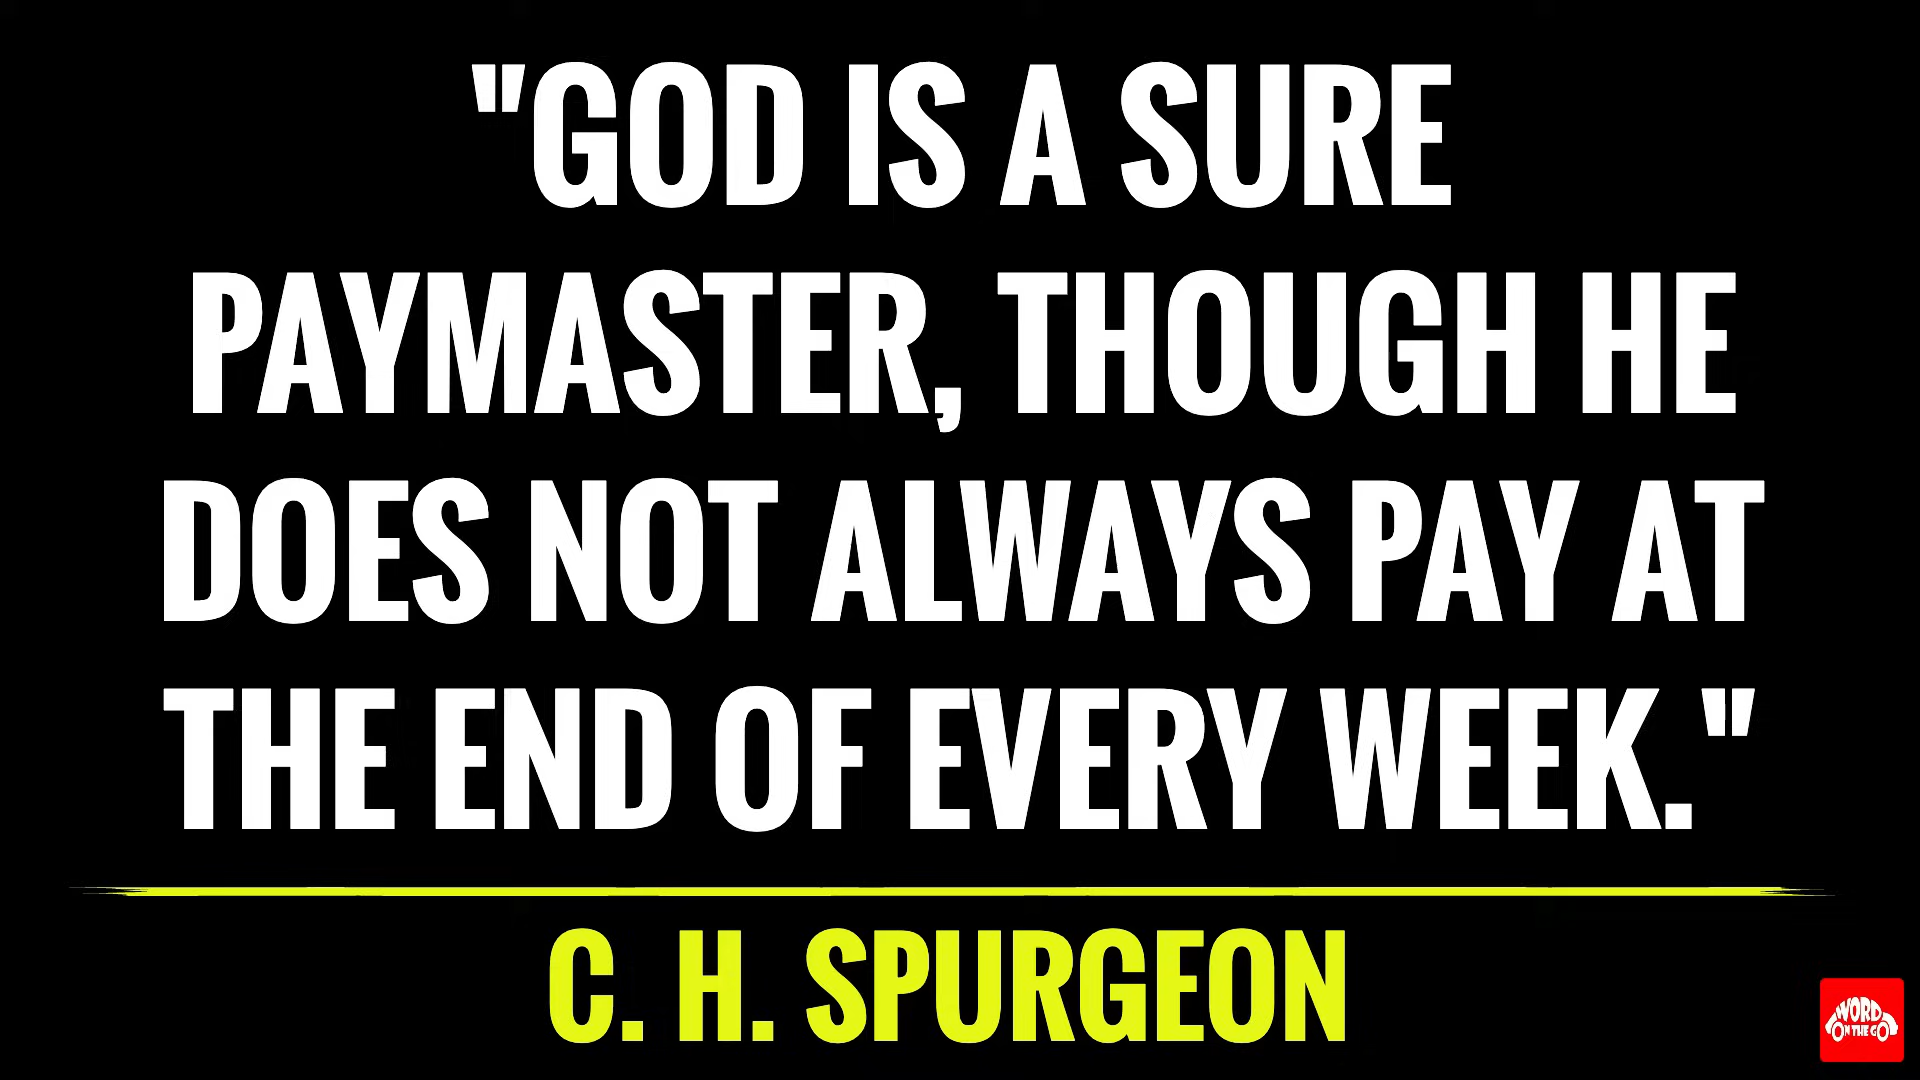 "GOD IS A SURE
PAYMASTER, THOUGH HE
DOES NOT ALWAYS PAY AT
THE END OF EVERY WEEK."
C. H. SPURGEON
WORD
ON THE GO